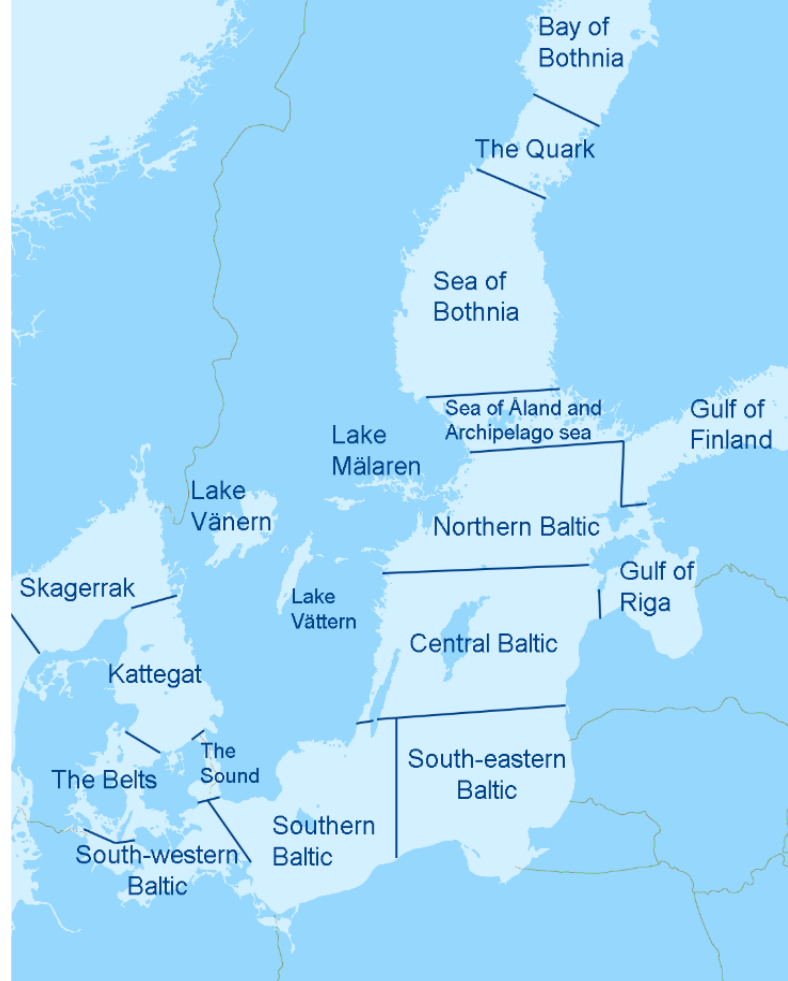 Bay of
Bothnia
The Quark
Sea of
Bothnia
Sea of Åland and
Archipelago sea
Gulf of
Finland
Lake
Mälaren
Lake
Vänern
Northern Baltic
Skagerrak
Lake
Vättern
Gulf of
Riga
Central Baltic
Kattegat
The
Sound
The Belts
South-eastern
Baltic
Southern
Baltic
South-western
Baltic